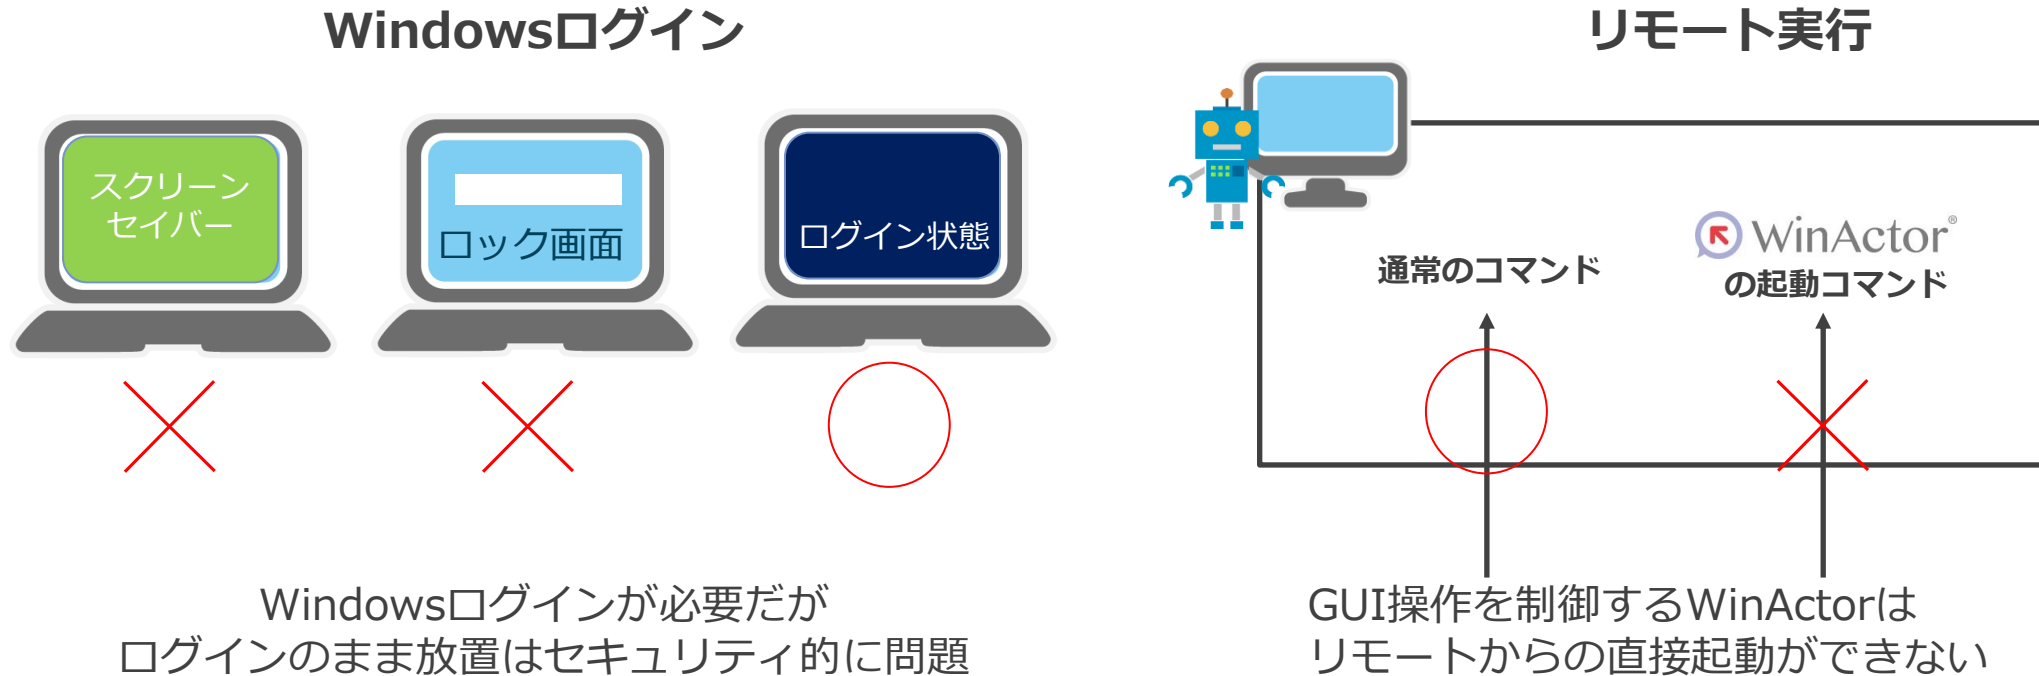 Windowsログイン
スクリーン
セイバー
ロック画面
ログイン状態
Windowsログインが必要だが
ログインのまま放置はセキュリティ的に問題
リモート実行
通常のコマンド
WinActor®
の起動コマンド
GUI操作を制御するWinActorは
リモートからの直接起動ができない